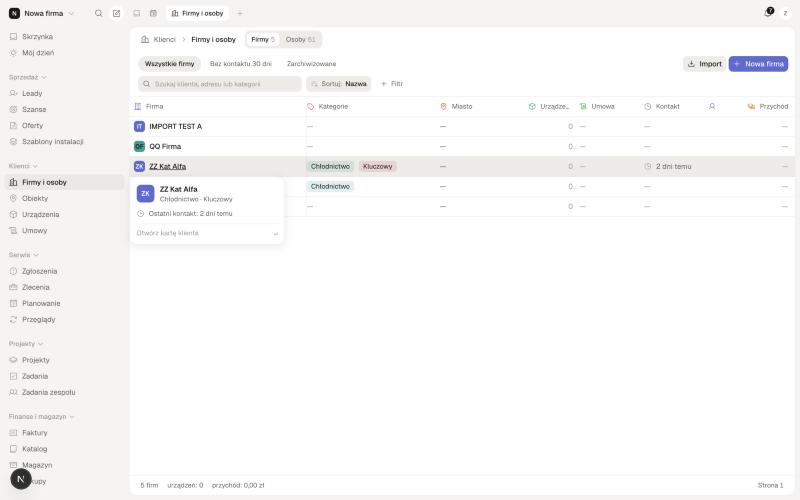 N Nowa firma
Firmy i osoby
7
Z
Skrzynka
Mój dzień
Sprzedaż
Leady
Szanse
Oferty
Szablony instalacji
Klienci
Firmy i osoby
Obiekty
Urządzenia
Umowy
Serwis
Zgłoszenia
Zlecenia
Planowanie
Przeglądy
Projekty
Projekty
Zadania
Zadania zespołu
Finanse i magazyn
Faktury
Katalog
Magazyn
N
kupy
Klienci > Firmy i osoby
Firmy 5 Osoby 51
Wszystkie firmy Bez kontaktu 30 dni Zarchiwizowane
Import + Nowa firma
Szukaj klienta, adresu lub kategorii
Sortuj: Nazwa
+ Filtr
Firma Kategorie Miasto Urządze... Umowa Kontakt Przychód
IT IMPORT TEST A — — 0 — — —
QF QQ Firma — — 0 — — —
ZK ZZ Kat Alfa Chłodnictwo Kluczowy — 0 — 2 dni temu —
Chłodnictwo — 0 — — —
— — 0 — — —
ZK ZZ Kat Alfa
Chłodnictwo · Kluczowy
Ostatni kontakt: 2 dni temu
Otwórz kartę klienta ↵
5 firm urządzeń: 0 przychód: 0,00 zł
Strona 1